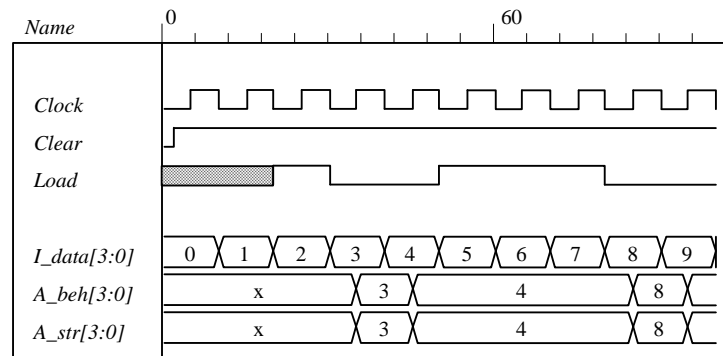 Name 0 60
Clock
Clear
Load
I_data[3:0] 0 1 2 3 4 5 6 7 8 9
A_beh[3:0] x 3 4 8
A_str[3:0] x 3 4 8